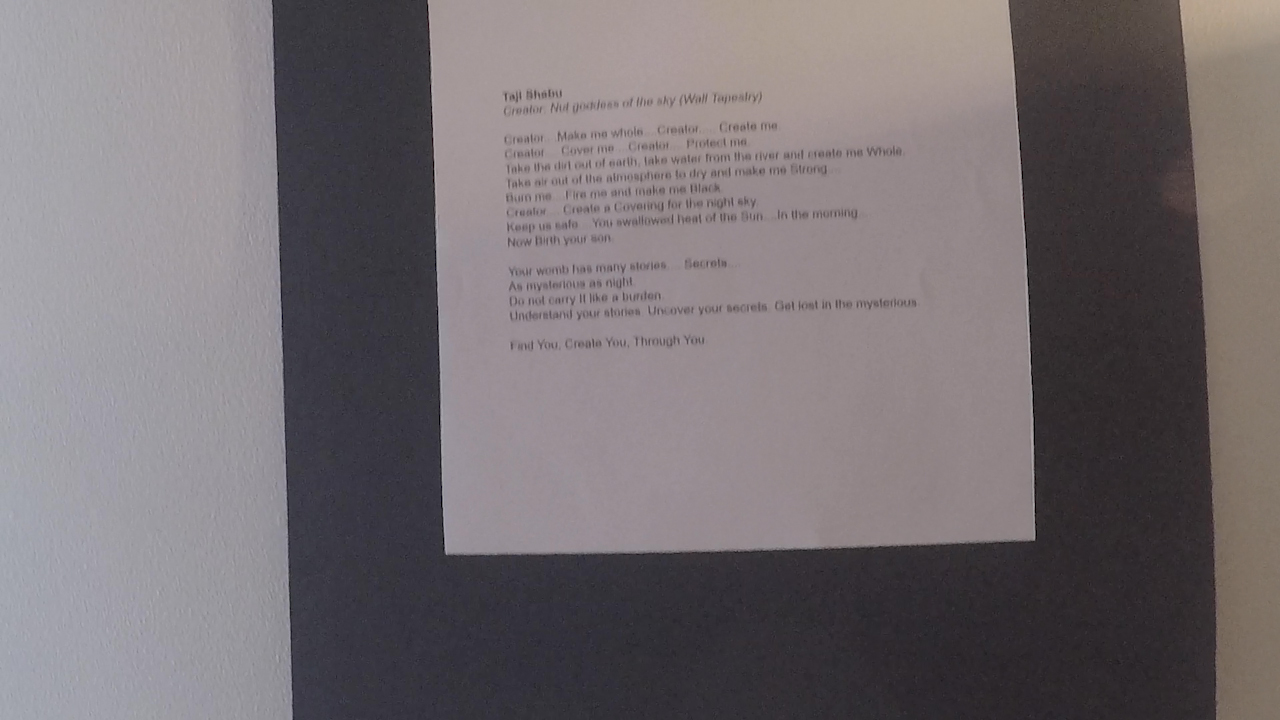 Taji Shabu
Creator: Nut goddess of the sky (Wall Tapestry)
Creator... Make me whole... Creator.... Create me.
Creator.... Cover me... Creator.... Protect me.
Take the dirt out of earth, take water from the river and create me Whole.
Take air out of the atmosphere to dry and make me Strong...
Burn me... Fire me and make me Black.
Creator.... Create a Covering for the night sky.
Keep us safe... You swallowed heat of the Sun... In the morning...
Now Birth your son.
Your womb has many stories.... Secrets...
As mysterious as night.
Do not carry it like a burden.
Understand your stories. Uncover your secrets. Get lost in the mysterious.
Find You, Create You, Through You.